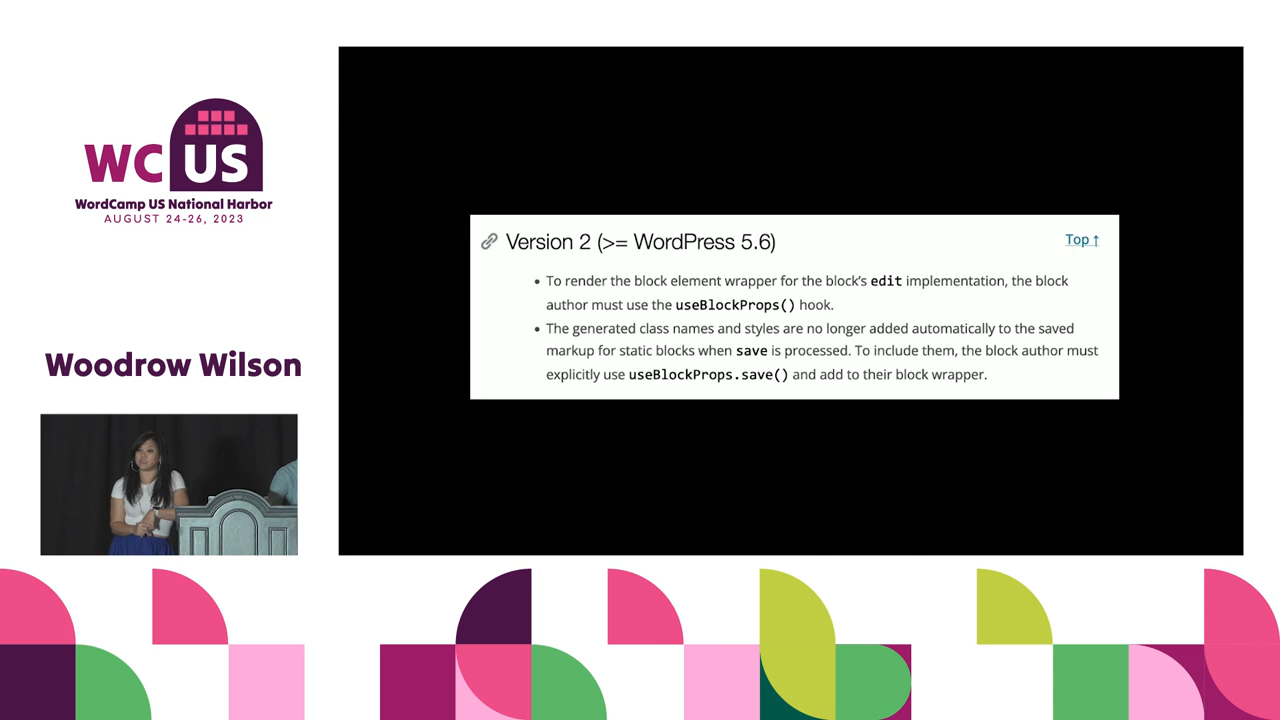 WC US
WordCamp US National Harbor
AUGUST 24-26, 2023
Woodrow Wilson
Version 2 (>= WordPress 5.6)
Top ↑
• To render the block element wrapper for the block’s edit implementation, the block
author must use the useBlockProps() hook.
• The generated class names and styles are no longer added automatically to the saved
markup for static blocks when save is processed. To include them, the block author must
explicitly use useBlockProps.save() and add to their block wrapper.